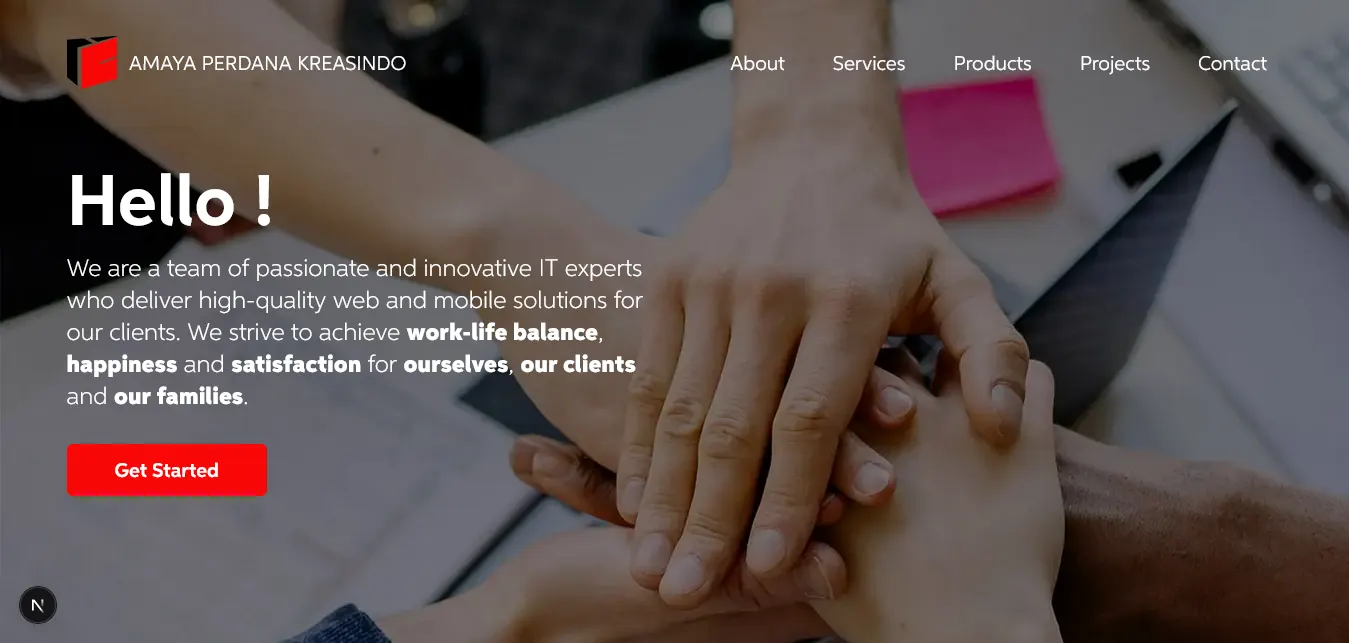 AMAYA PERDANA KREASINDO
About
Services
Products
Projects
Contact
Hello !
We are a team of passionate and innovative IT experts
who deliver high-quality web and mobile solutions for
our clients. We strive to achieve work-life balance,
happiness and satisfaction for ourselves, our clients
and our families.
Get Started
N